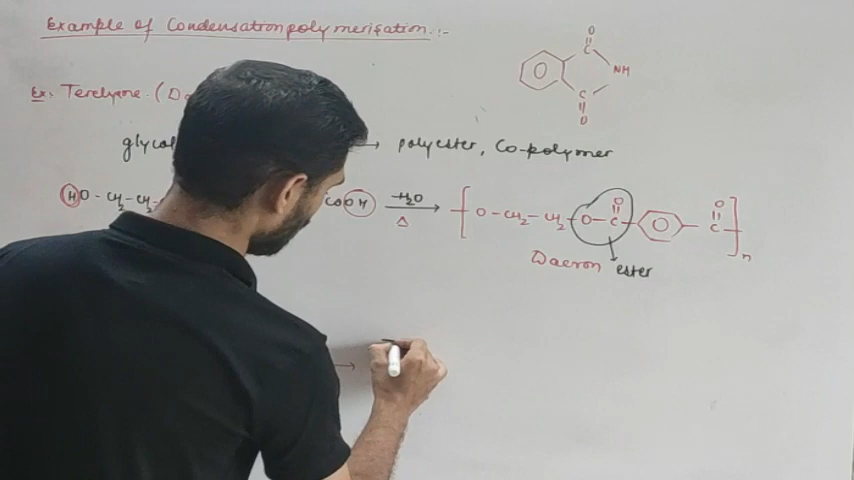 Example of Condensation polymerisation :-
O
C
O
NH
C
O
Ex. Terelyne. (D
glycol → polyester, Co-polymer
HO - CH2 - CH2 - COOH -H2O Δ → [ O - CH2 - CH2 - O - C O O C ] n
Dacron ester
→